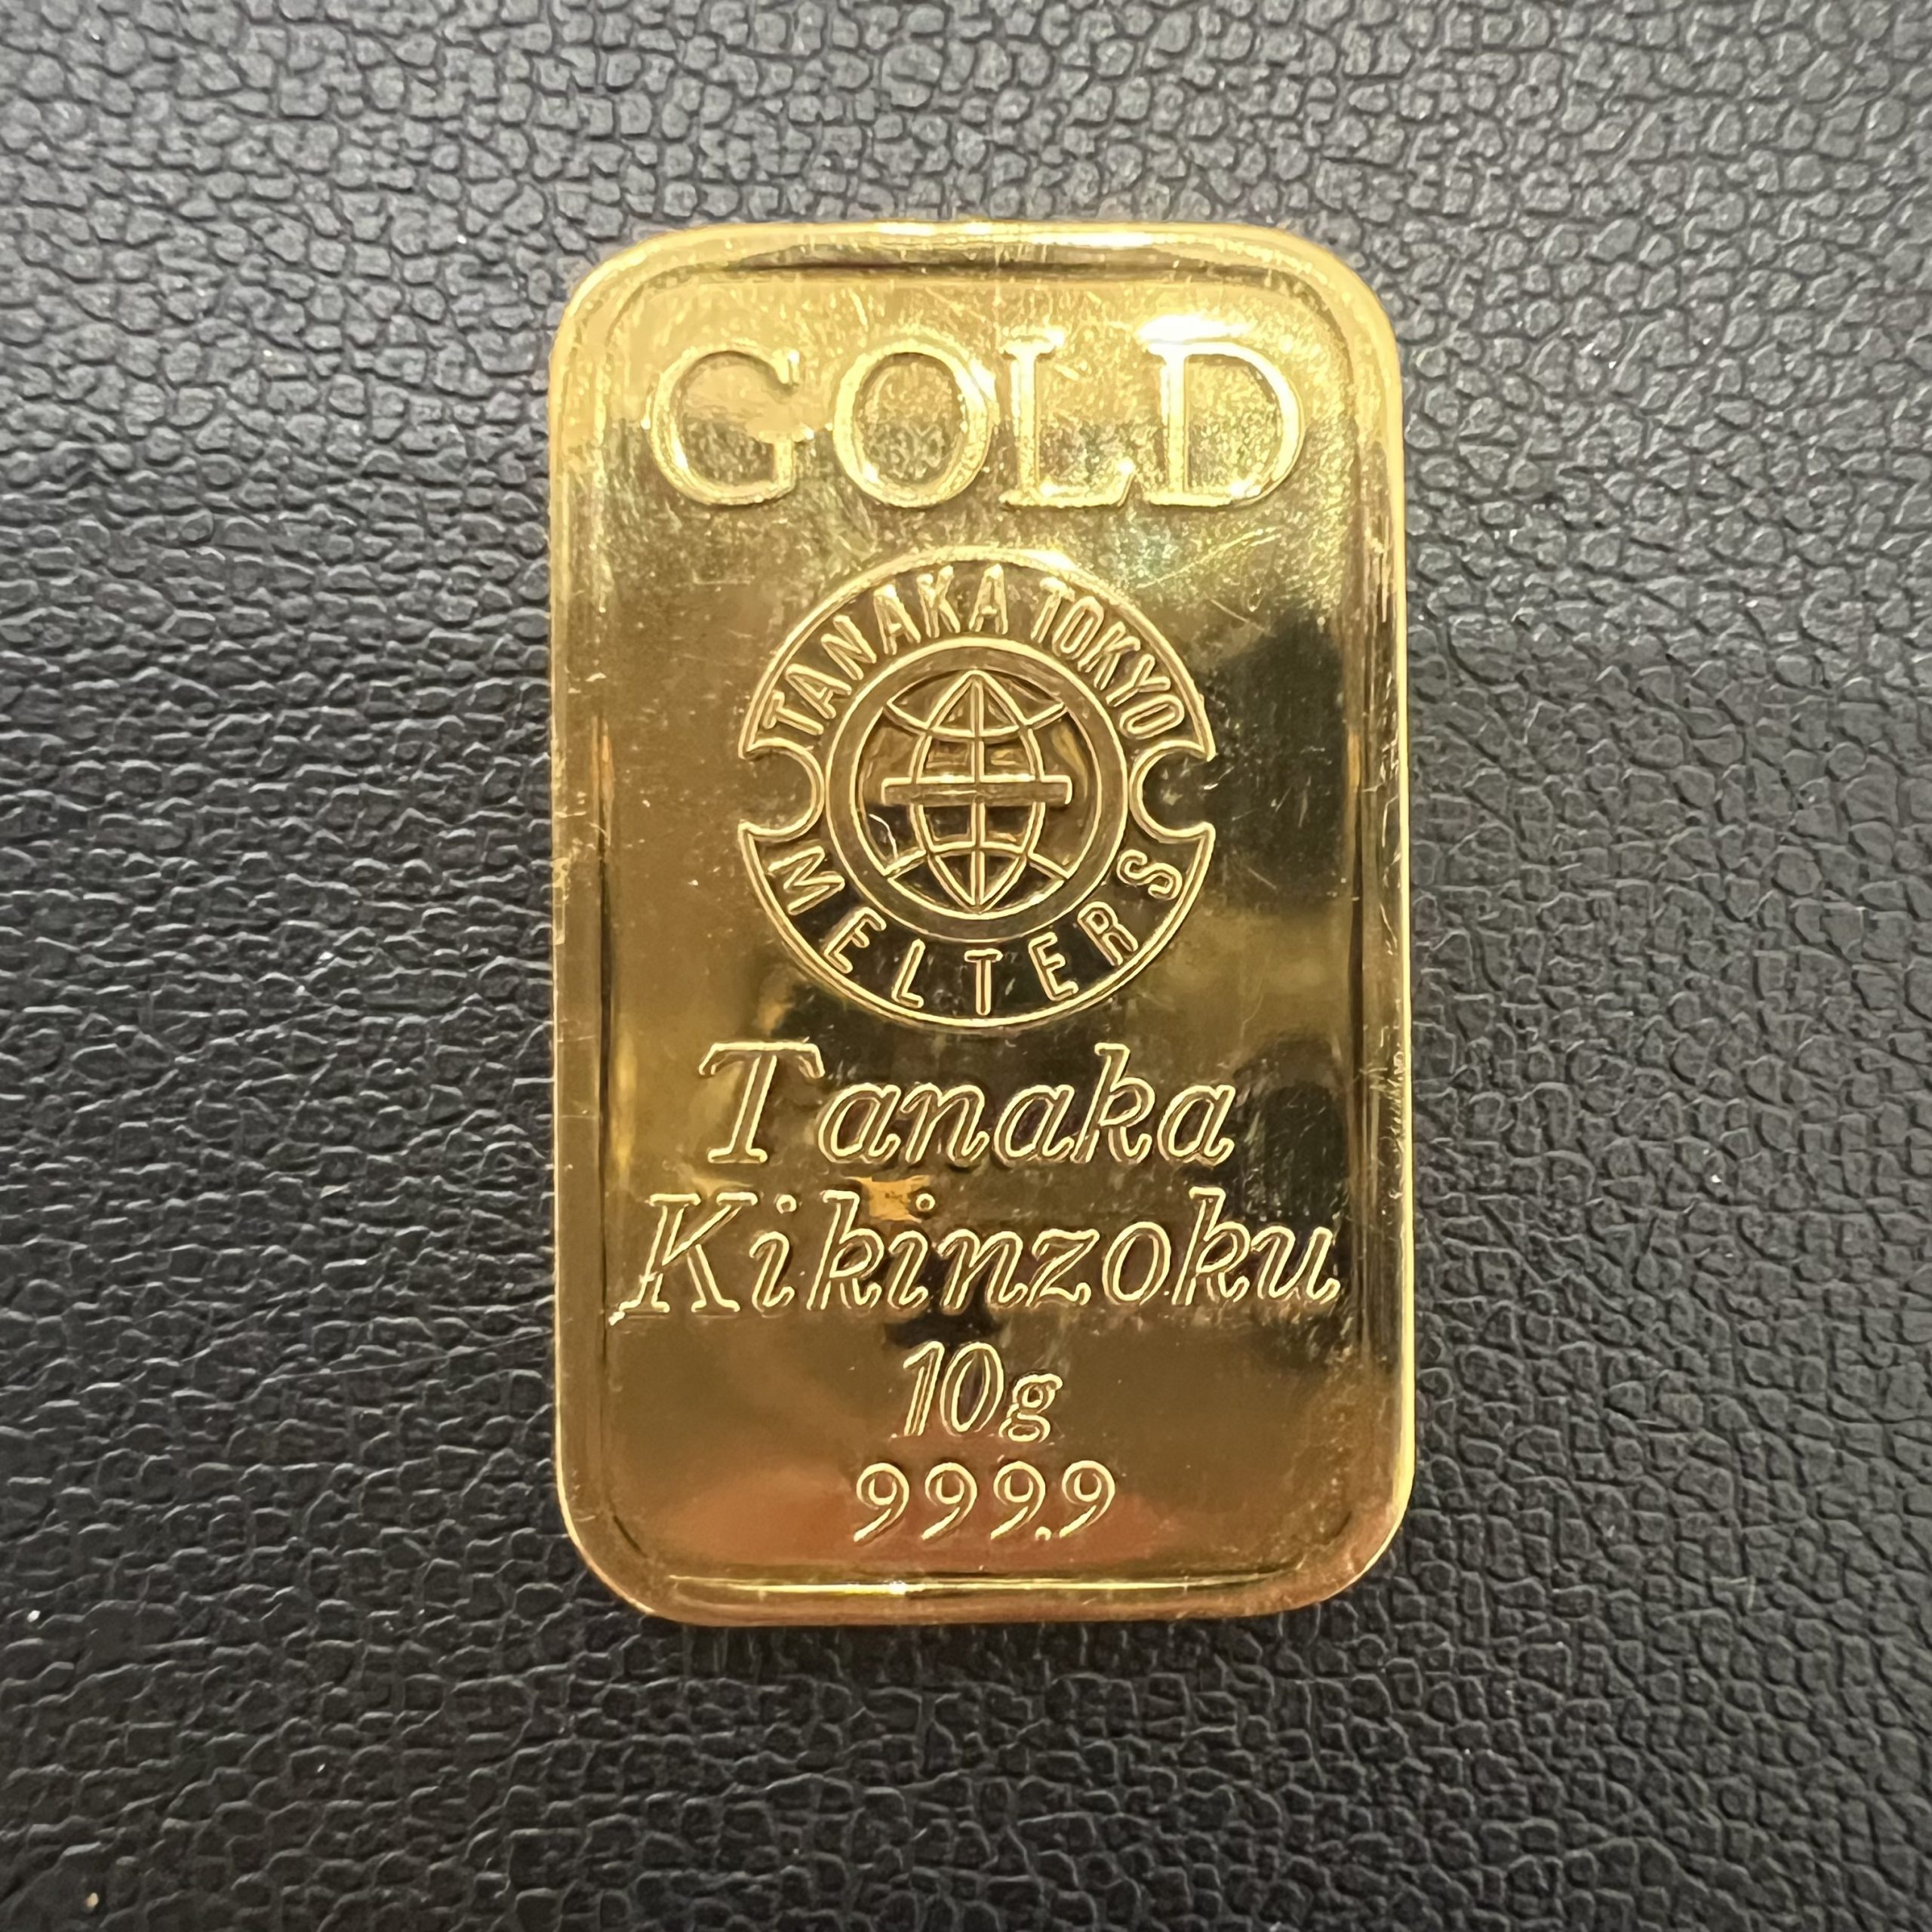 GOLD
TANAKA TOKYO
MELTERS
Tanaka
Kikinzoku
10g
999.9